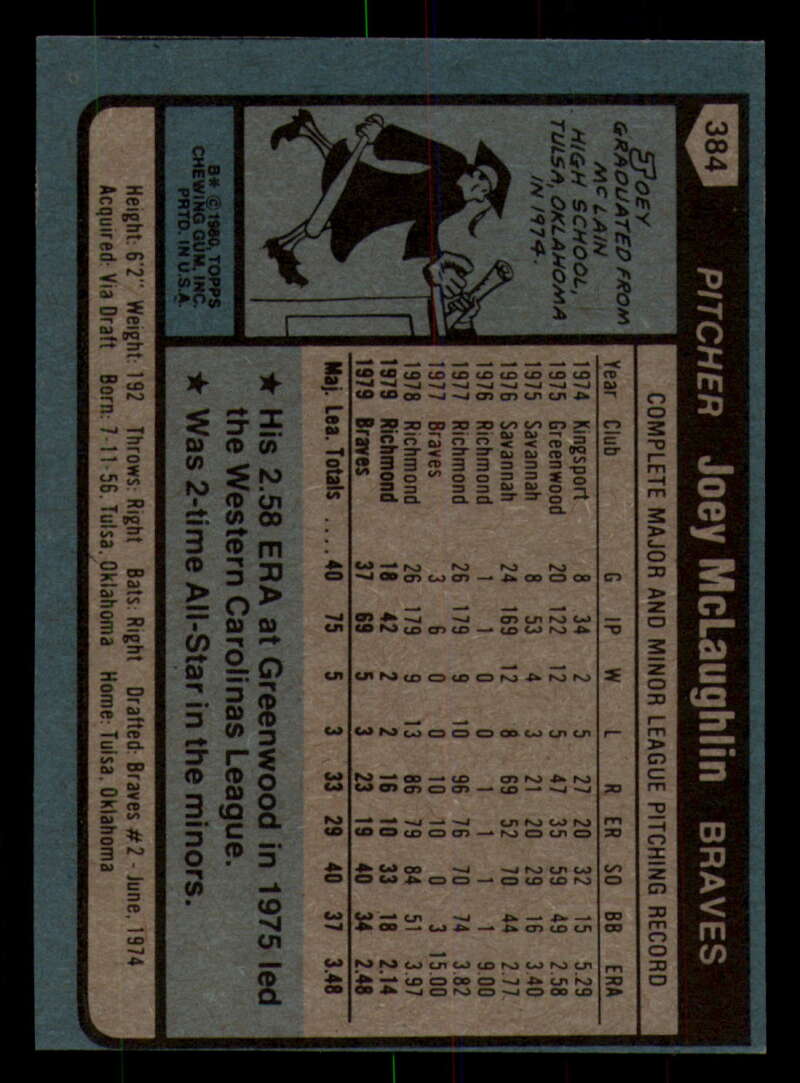 384
PITCHER Joey McLaughlin BRAVES
COMPLETE MAJOR AND MINOR LEAGUE PITCHING RECORD
JOEY
GRADUATED FROM
MCLAIN
HIGH SCHOOL,
TULSA, OKLAHOMA
IN 1974.
Year Club G IP W L R ER SO BB ERA
1974 Kingsport 8 34 2 5 27 20 32 15 5.29
1975 Greenwood 20 122 12 5 47 35 59 49 2.58
1975 Savannah 8 53 4 3 21 20 29 16 3.40
1976 Savannah 24 169 12 8 69 52 70 44 2.77
1976 Richmond 1 1 0 0 1 1 1 1 9.00
1977 Richmond 26 179 9 10 96 76 70 74 3.82
1977 Braves 3 6 0 0 10 10 0 3 15.00
1978 Richmond 26 179 9 13 86 79 84 51 3.97
1979 Richmond 18 42 2 2 16 10 33 18 2.14
1979 Braves 37 69 5 3 23 19 40 34 2.48
Maj. Lea. Totals .... 40 75 5 3 33 29 40 37 3.48
★ His 2.58 ERA at Greenwood in 1975 led
the Western Carolinas League.
★ Was 2-time All-Star in the minors.
B* © 1980. TOPPS
CHEWING GUM, INC.
PRTD. IN U.S.A.
Height: 6'2" Weight: 192 Throws: Right Bats: Right Drafted: Braves #2 - June, 1974
Acquired: Via Draft Born: 7-11-56, Tulsa, Oklahoma Home: Tulsa, Oklahoma